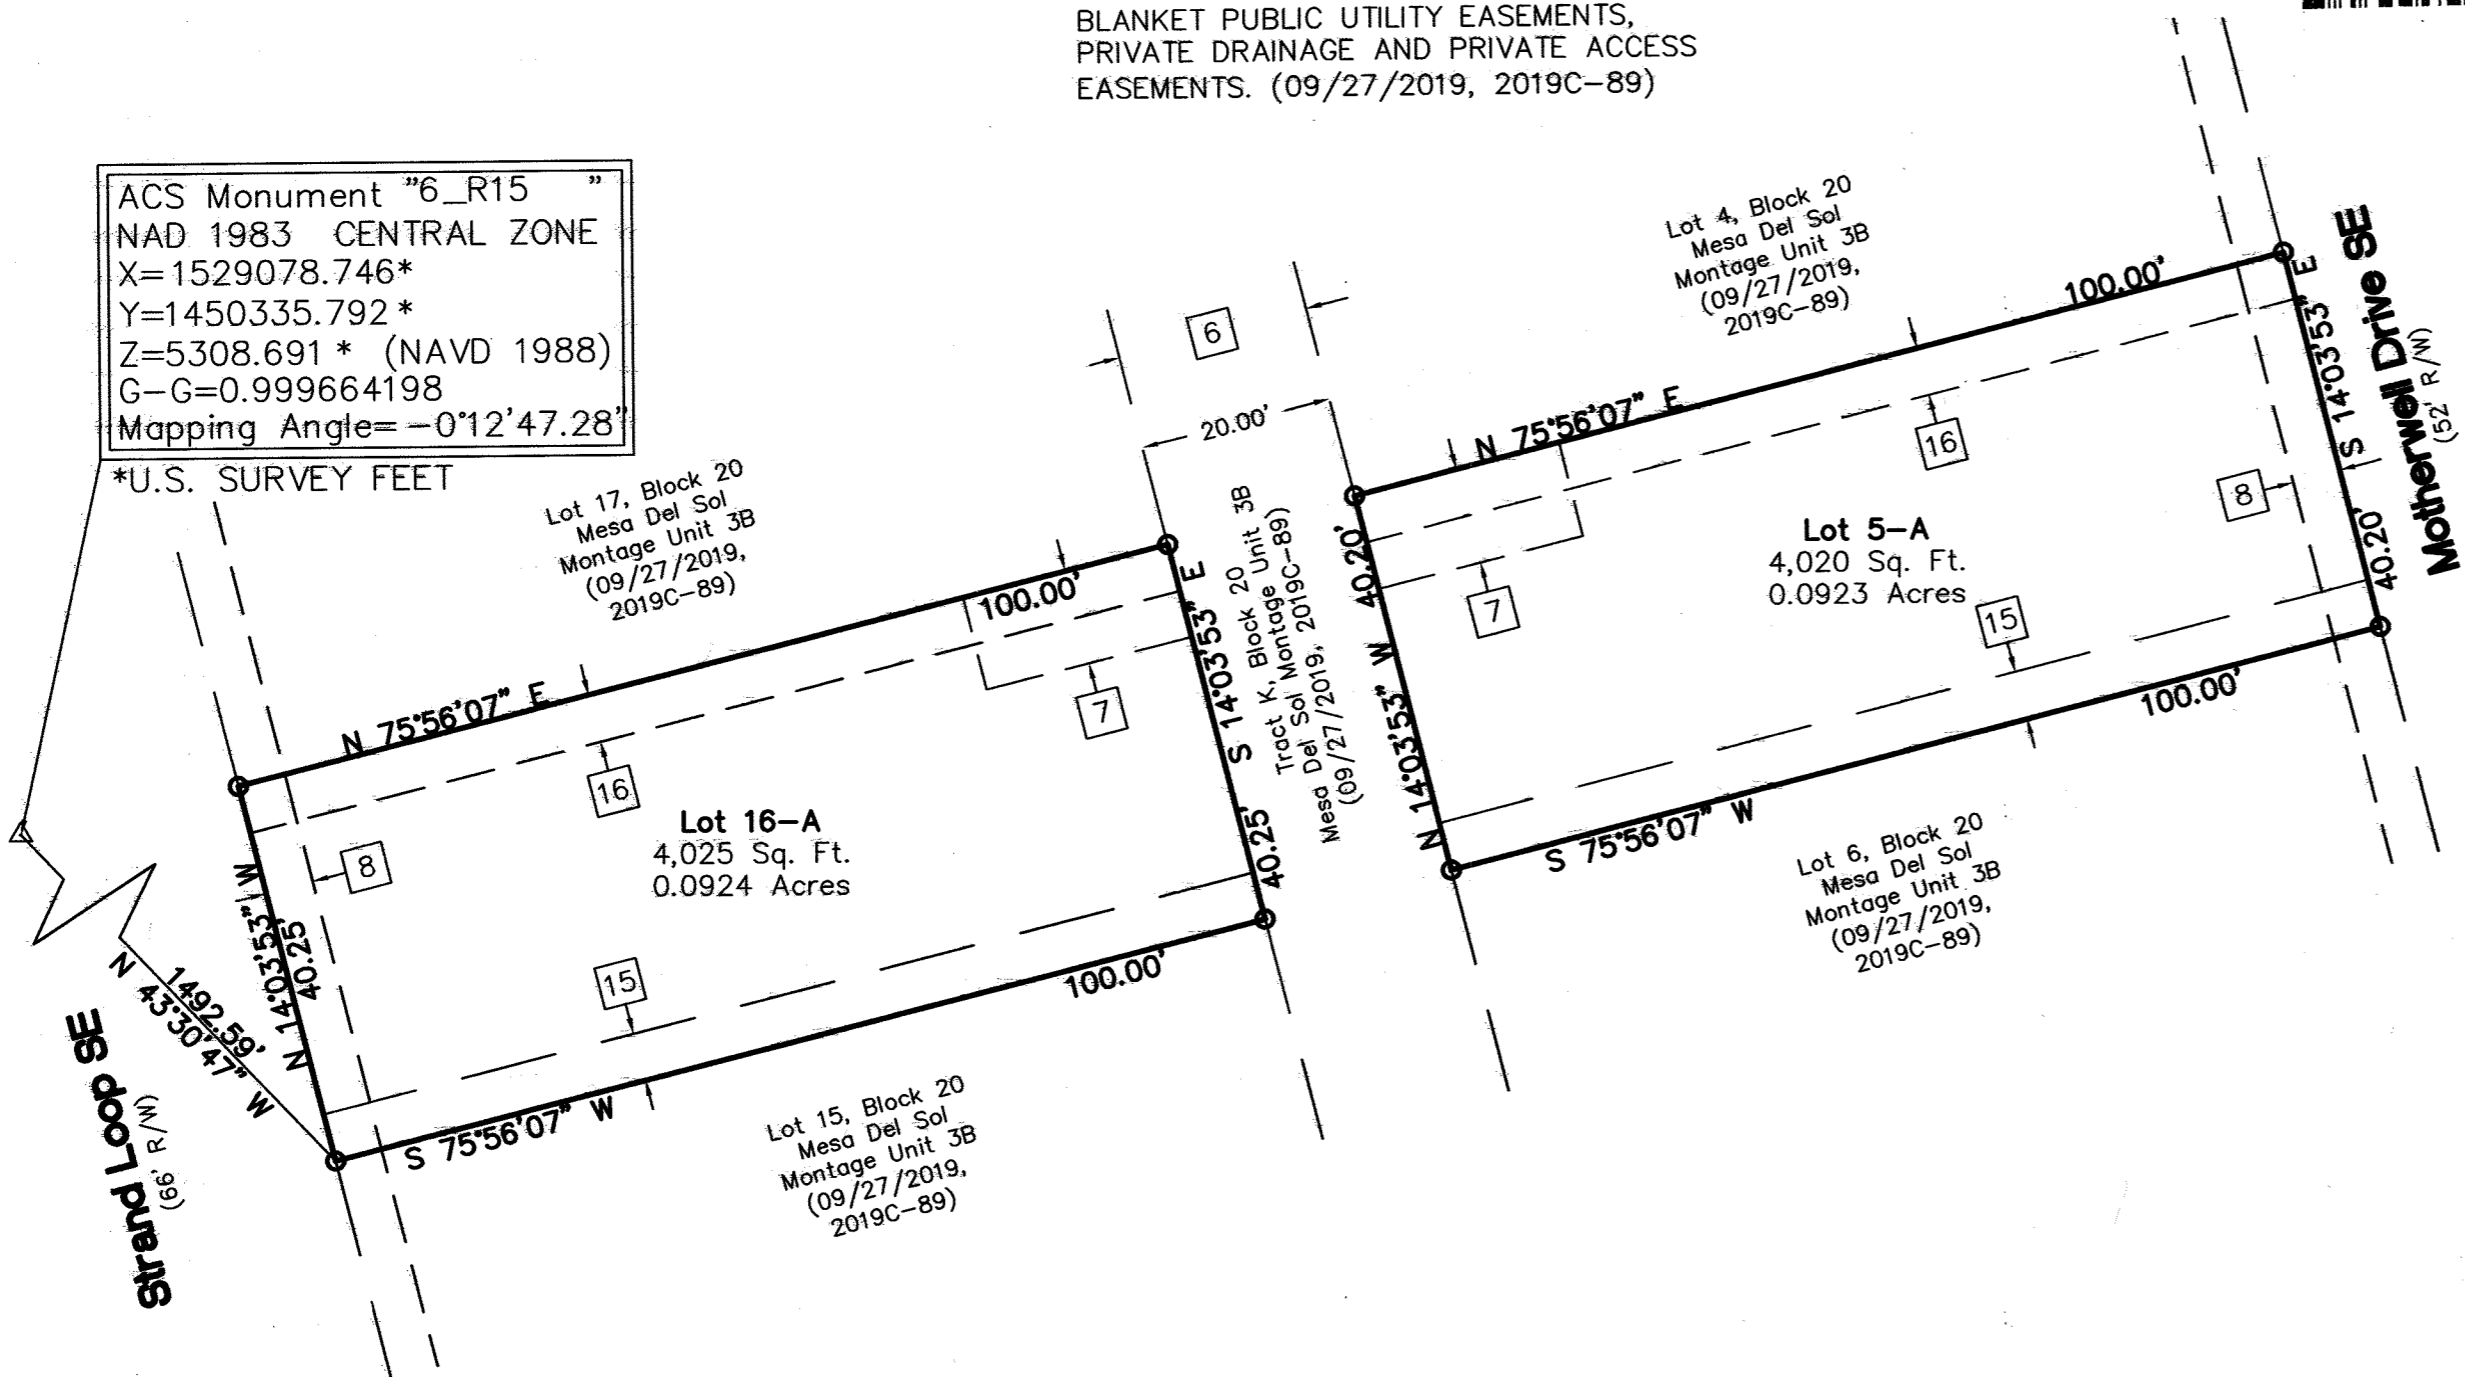 BLANKET PUBLIC UTILITY EASEMENTS,
PRIVATE DRAINAGE AND PRIVATE ACCESS
EASEMENTS. (09/27/2019, 2019C-89)
ACS Monument "6_R15 "
NAD 1983 CENTRAL ZONE
X=1529078.746*
Y=1450335.792*
Z=5308.691* (NAVD 1988)
G-G=0.999664198
Mapping Angle=-0°12'47.28"
*U.S. SURVEY FEET
Lot 17, Block 20
Mesa Del Sol
Montage Unit 3B
(09/27/2019,
2019C-89)
6
20.00'
Lot 4, Block 20
Mesa Del Sol
Montage Unit 3B
(09/27/2019,
2019C-89)
N 75°56'07" E
100.00'
S 14°03'53" E
40.20'
Motherwell Drive SE
(52' R/W)
16
8
Lot 5-A
4,020 Sq. Ft.
0.0923 Acres
7
15
N 14°03'53" W
40.20'
S 75°56'07" W
100.00'
Lot 6, Block 20
Mesa Del Sol
Montage Unit 3B
(09/27/2019,
2019C-89)
Tract K, Block 20
Mesa Del Sol Montage Unit 3B
(09/27/2019, 2019C-89)
N 75°56'07" E
100.00'
S 14°03'53" E
40.25'
7
16
8
Lot 16-A
4,025 Sq. Ft.
0.0924 Acres
15
N 14°03'53" W
40.25'
S 75°56'07" W
100.00'
1492.59'
N 43°30'47" W
Strand Loop SE
(66' R/W)
Lot 15, Block 20
Mesa Del Sol
Montage Unit 3B
(09/27/2019,
2019C-89)